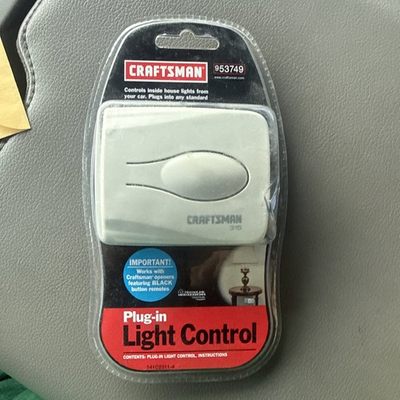 CRAFTSMAN
953749
Controls inside house lights from
your car. Plugs into any standard
CRAFTSMAN
315
IMPORTANT!
Works with
Craftsman openers
featuring BLACK
button remotes
Plug-in
Light Control
CONTENTS: PLUG-IN LIGHT CONTROL, INSTRUCTIONS